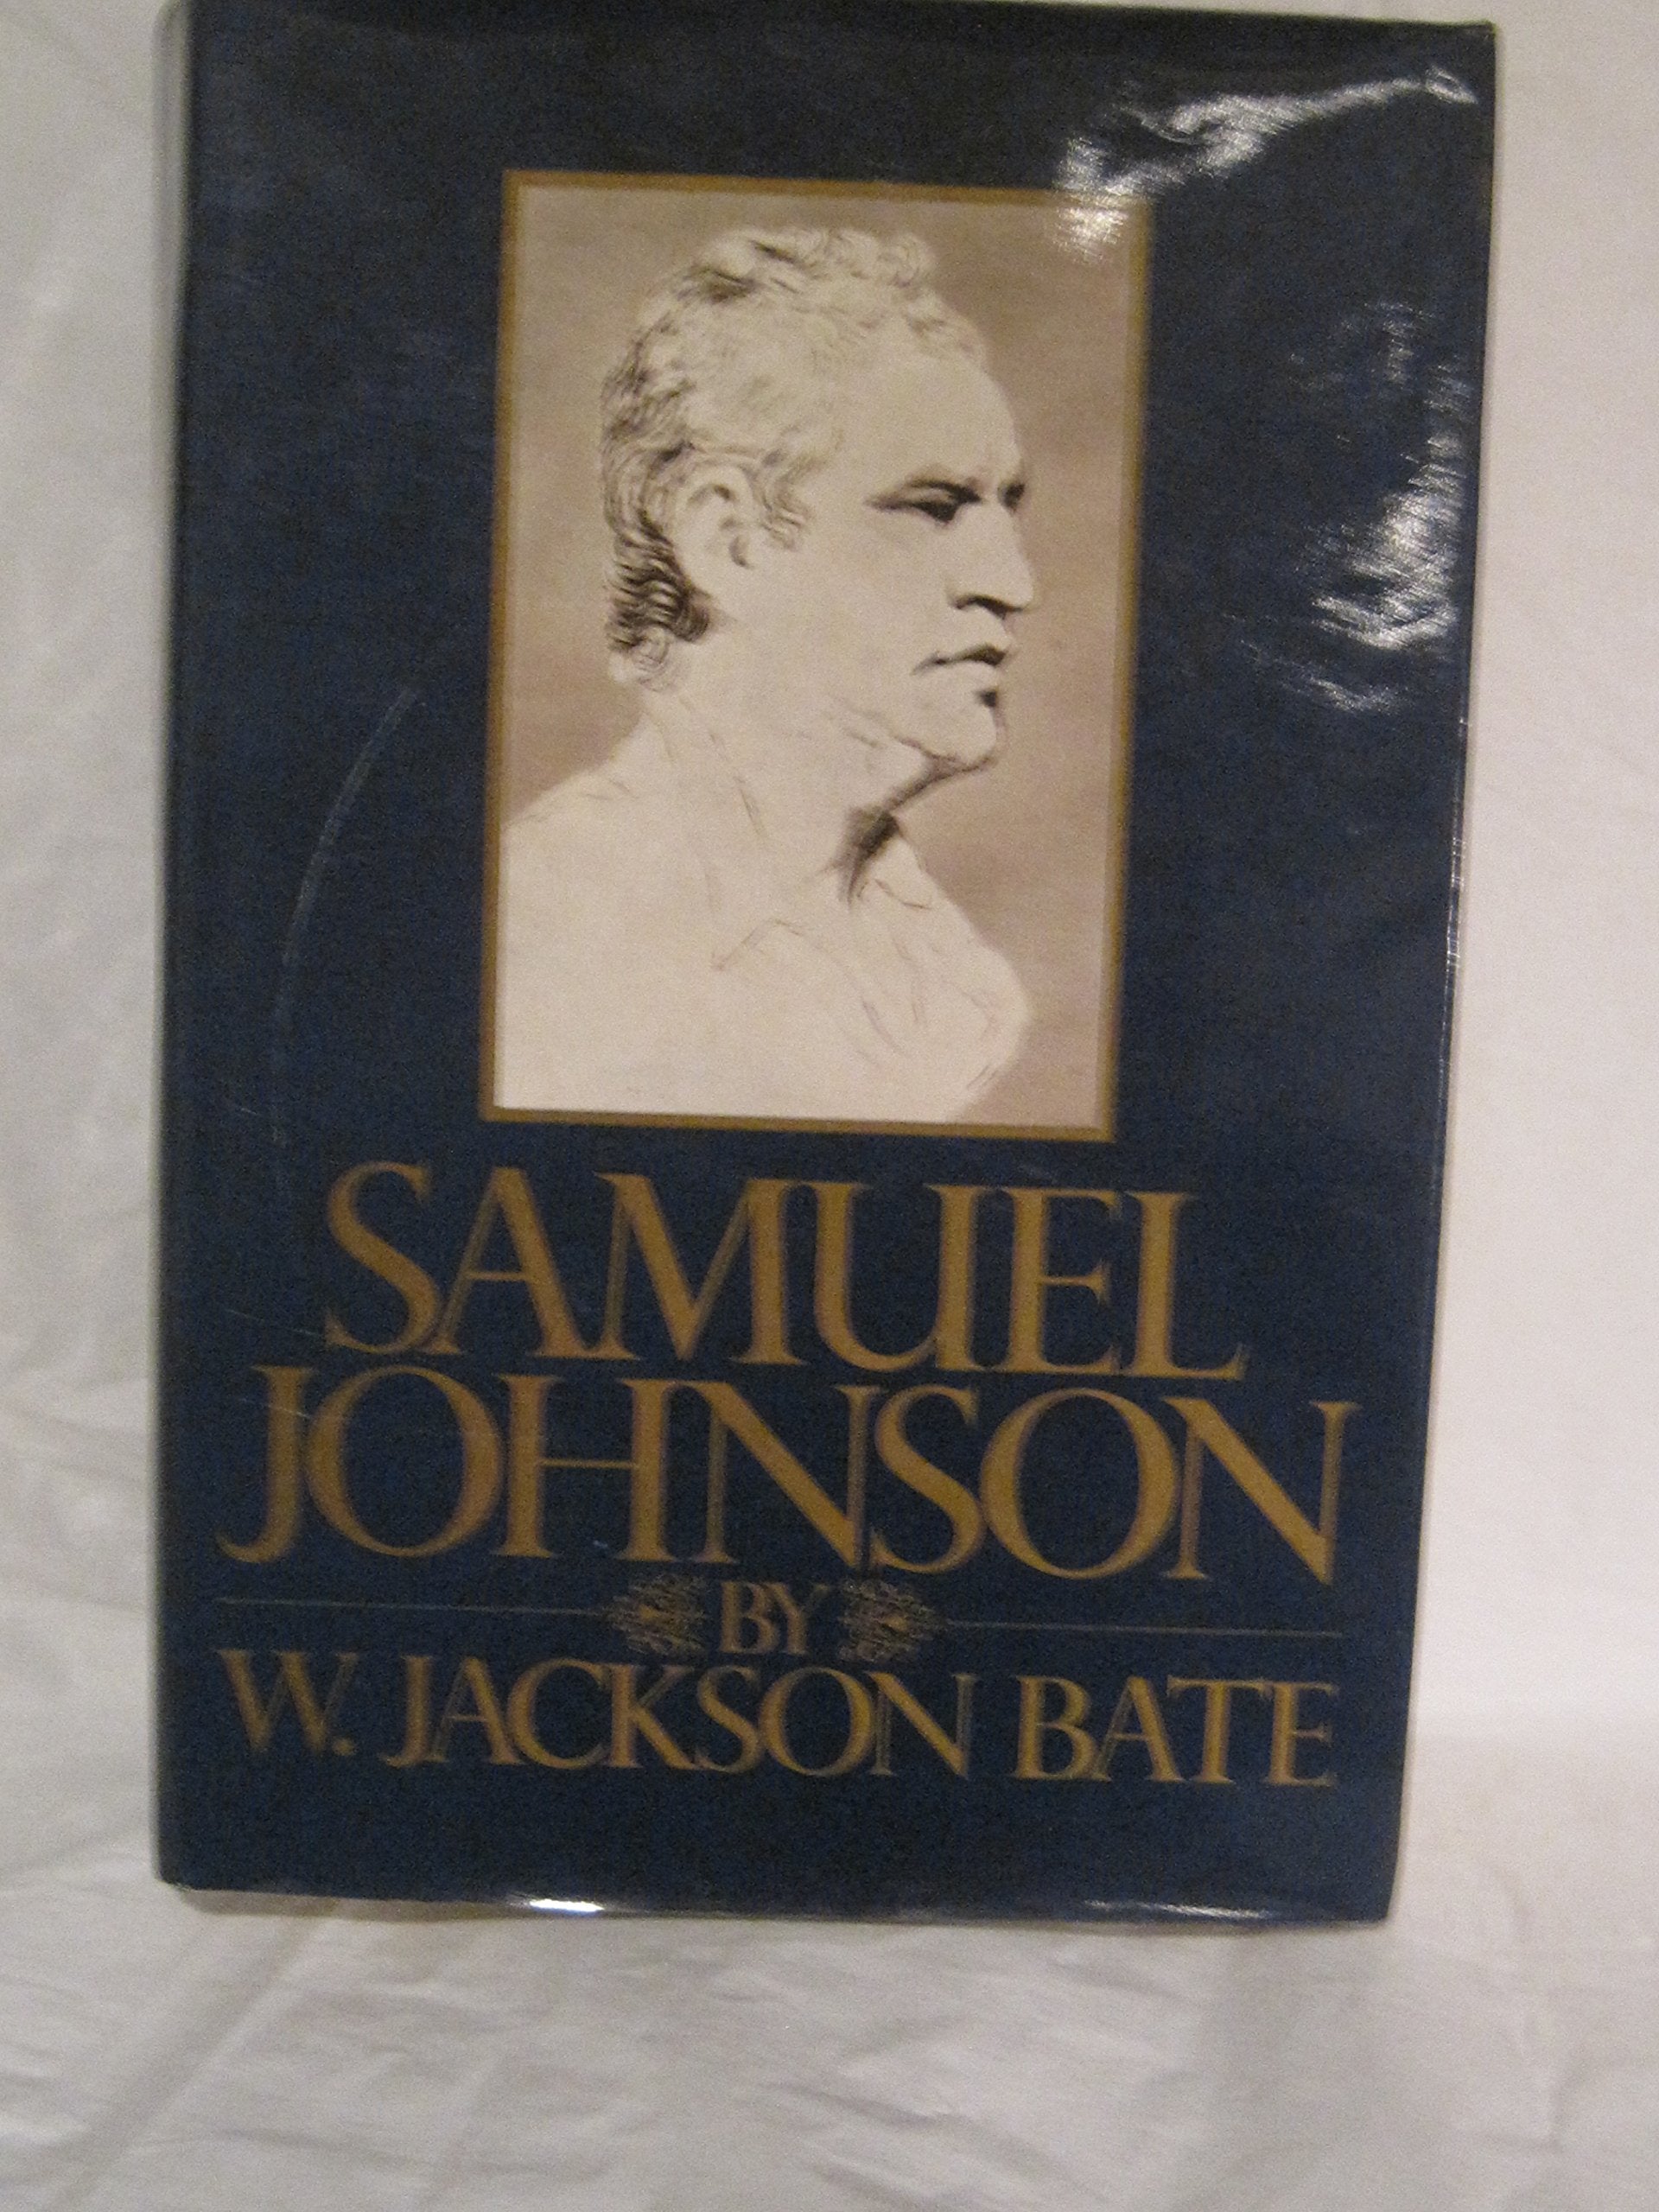 SAMUEL
JOHNSON
BY
W. JACKSON BATE